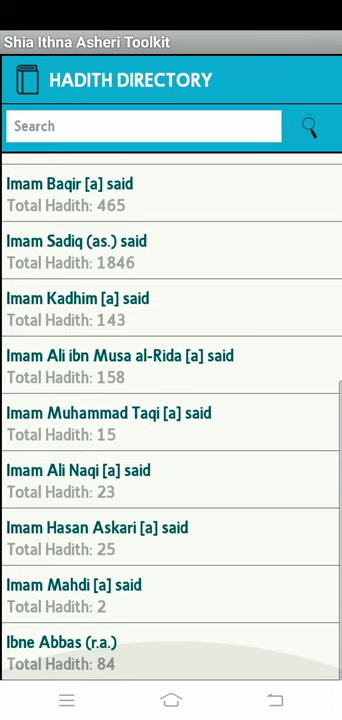 Shia Ithna Asheri Toolkit
HADITH DIRECTORY
Search
Imam Baqir [a] said
Total Hadith: 465
Imam Sadiq (as.) said
Total Hadith: 1846
Imam Kadhim [a] said
Total Hadith: 143
Imam Ali ibn Musa al-Rida [a] said
Total Hadith: 158
Imam Muhammad Taqi [a] said
Total Hadith: 15
Imam Ali Naqi [a] said
Total Hadith: 23
Imam Hasan Askari [a] said
Total Hadith: 25
Imam Mahdi [a] said
Total Hadith: 2
Ibne Abbas (r.a.)
Total Hadith: 84